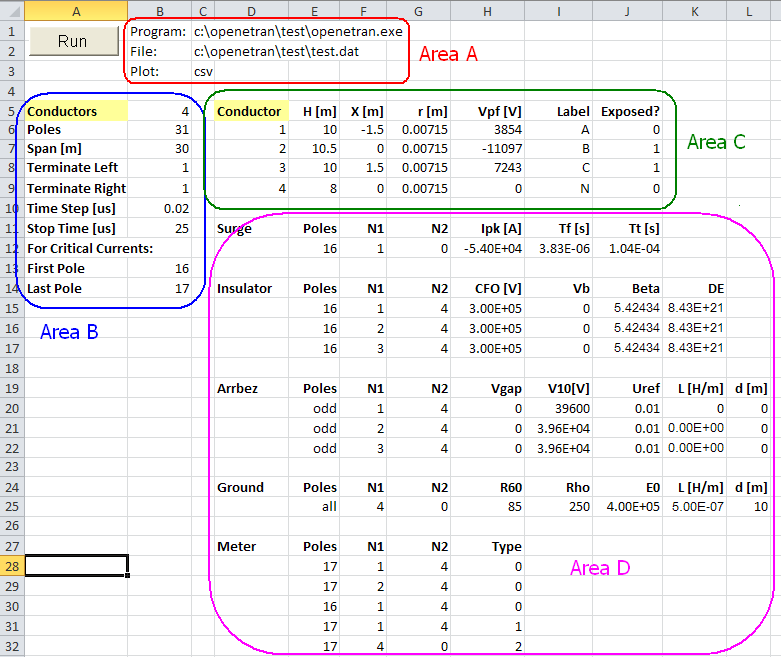 A B C D E F G H I J K L
1 Run Program: c:\openetran\test\openetran.exe
2 File: c:\openetran\test\test.dat Area A
3 Plot: csv
4
5 Conductors 4 Conductor H [m] X [m] r [m] Vpf [V] Label Exposed?
6 Poles 31 1 10 -1.5 0.00715 3854 A 0
7 Span [m] 30 2 10.5 0 0.00715 -11097 B 1 Area C
8 Terminate Left 1 3 10 1.5 0.00715 7243 C 1
9 Terminate Right 1 4 8 0 0.00715 0 N 0
10 Time Step [us] 0.02
11 Stop Time [us] 25 Surge Poles N1 N2 Ipk [A] Tf [s] Tt [s]
12 For Critical Currents: 16 1 0 -5.40E+04 3.83E-06 1.04E-04
13 First Pole 16
14 Last Pole 17 Insulator Poles N1 N2 CFO [V] Vb Beta DE
15 16 1 4 3.00E+05 0 5.42434 8.43E+21
16 Area B 16 2 4 3.00E+05 0 5.42434 8.43E+21
17 16 3 4 3.00E+05 0 5.42434 8.43E+21
18
19 Arrbez Poles N1 N2 Vgap V10[V] Uref L [H/m] d [m]
20 odd 1 4 0 39600 0.01 0 0
21 odd 2 4 0 3.96E+04 0.01 0.00E+00 0
22 odd 3 4 0 3.96E+04 0.01 0.00E+00 0
23
24 Ground Poles N1 N2 R60 Rho E0 L [H/m] d [m]
25 all 4 0 85 250 4.00E+05 5.00E-07 10
26
27 Meter Poles N1 N2 Type
28 17 1 4 0 Area D
29 17 2 4 0
30 16 1 4 0
31 17 1 4 1
32 17 4 0 2